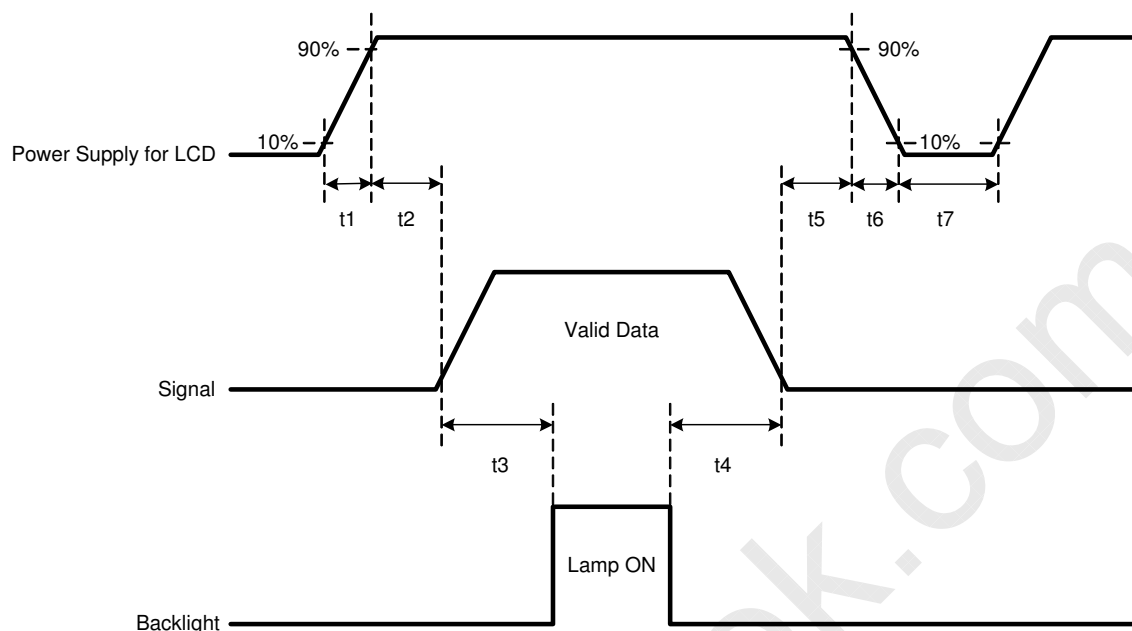 90%
90%
10%
10%
Power Supply for LCD
t1
t2
t5
t6
t7
Valid Data
Signal
t3
t4
Lamp ON
Backlight